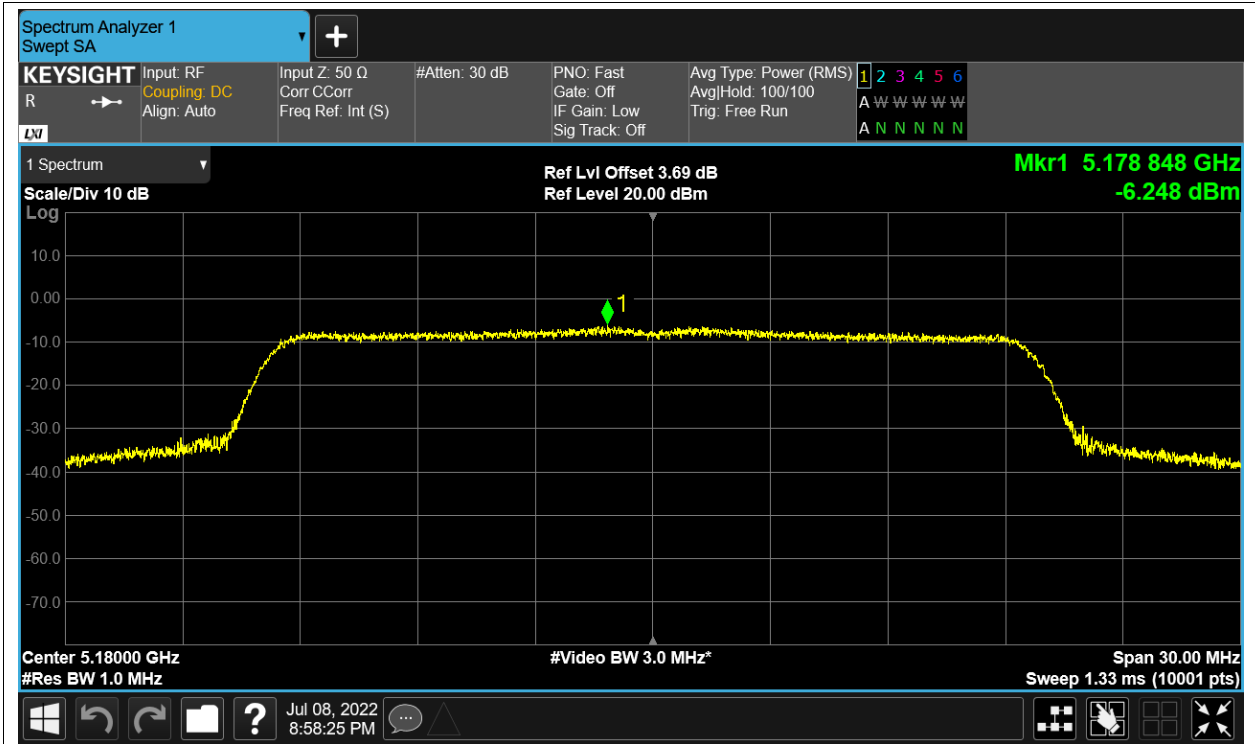 Spectrum Analyzer 1
Swept SA
KEYSIGHT
R
LXI
Input: RF
Coupling: DC
Align: Auto
Input Z: 50 Ω
Corr CCorr
Freq Ref: Int (S)
#Atten: 30 dB
PNO: Fast
Gate: Off
IF Gain: Low
Sig Track: Off
Avg Type: Power (RMS)
Avg|Hold: 100/100
Trig: Free Run
1 2 3 4 5 6
A W W W W W
A N N N N N
1 Spectrum
Scale/Div 10 dB
Ref Lvl Offset 3.69 dB
Ref Level 20.00 dBm
Mkr1 5.178 848 GHz
-6.248 dBm
Log
10.0
0.00
1
-10.0
-20.0
-30.0
-40.0
-50.0
-60.0
-70.0
Center 5.18000 GHz
#Video BW 3.0 MHz*
Span 30.00 MHz
#Res BW 1.0 MHz
Sweep 1.33 ms (10001 pts)
?
Jul 08, 2022
8:58:25 PM